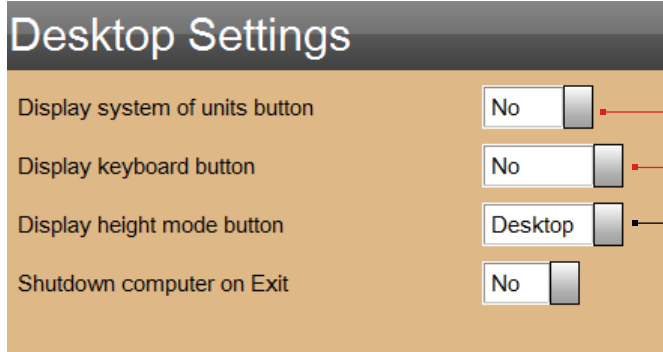 Desktop Settings
Display system of units button No
Display keyboard button No
Display height mode button Desktop
Shutdown computer on Exit No